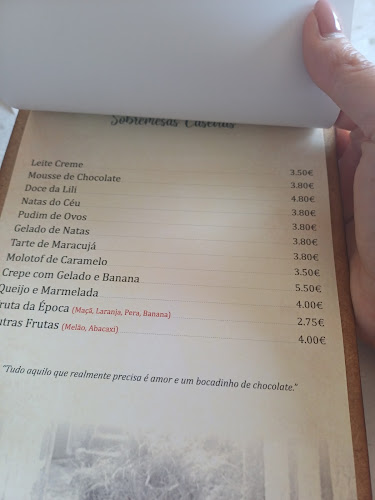 Sobremesas Caseiras
Leite Creme 3.50€
Mousse de Chocolate 3.80€
Doce da Lili 4.80€
Natas do Céu 3.80€
Pudim de Ovos 3.80€
Gelado de Natas 3.80€
Tarte de Maracujá 3.80€
Molotof de Caramelo 3.50€
Crepe com Gelado e Banana 5.50€
Queijo e Marmelada 4.00€
ruta da Época (Maçã, Laranja, Pera, Banana) 2.75€
utras Frutas (Melão, Abacaxi) 4.00€
"Tudo aquilo que realmente precisa é amor e um bocadinho de chocolate."